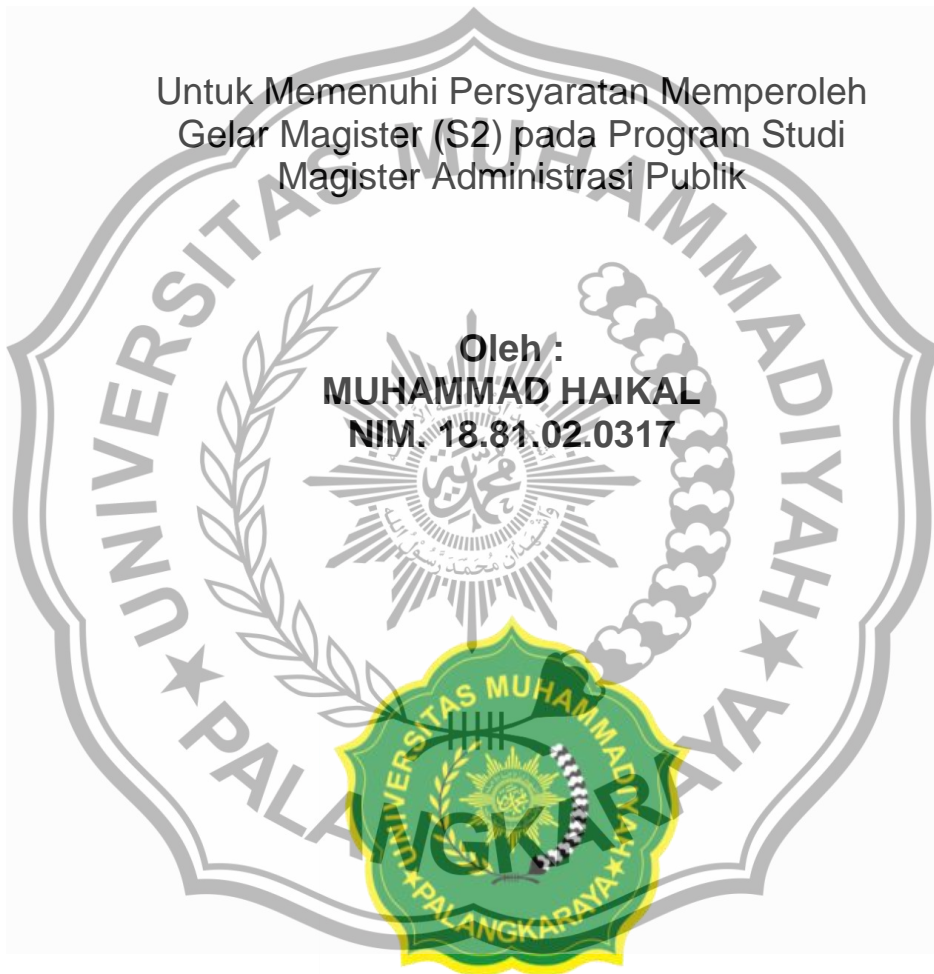 Untuk Memenuhi Persyaratan Memperoleh
Gelar Magister (S2) pada Program Studi
Magister Administrasi Publik
Oleh :
MUHAMMAD HAIKAL
NIM. 18.81.02.0317
UNIVERSITAS MUHAMMADIYAH
PALANGKARAYA
UNIVERSITAS MUHAMMADIYAH
PALANGKARAYA